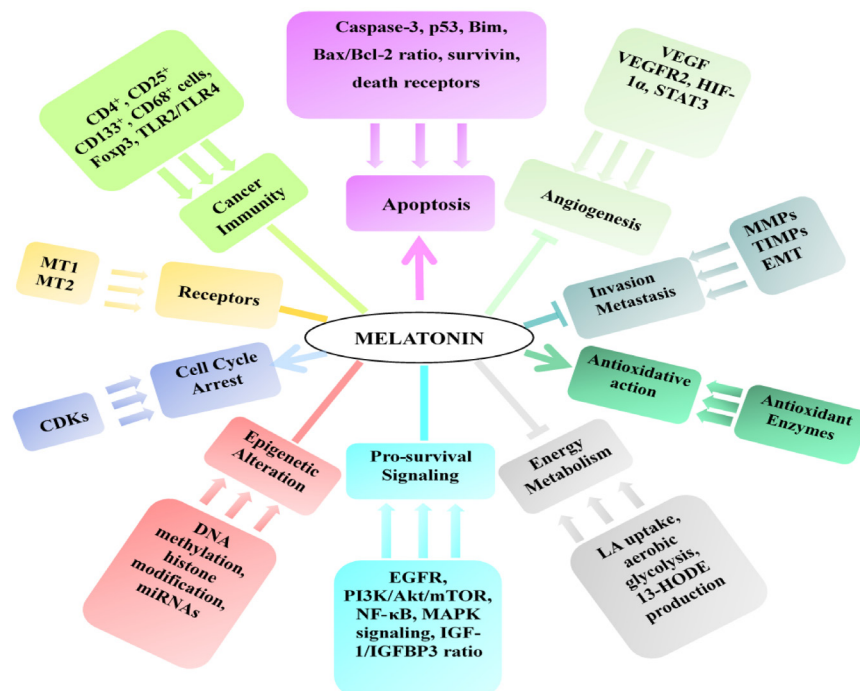 Caspase-3, p53, Bim,
Bax/Bcl-2 ratio, survivin,
death receptors
VEGF
VEGFR2, HIF-
1α, STAT3
CD4⁺, CD25⁺
CD133⁺, CD68⁺ cells,
Foxp3, TLR2/TLR4
Cancer
Immunity
Apoptosis
Angiogenesis
MMPs
TIMPs
EMT
MT1
MT2
Receptors
Invasion
Metastasis
MELATONIN
CDKs
Cell Cycle
Arrest
Antioxidative
action
Antioxidant
Enzymes
Epigenetic
Alteration
Pro-survival
Signaling
Energy
Metabolism
DNA
methylation,
histone
modification,
miRNAs
EGFR,
PI3K/Akt/mTOR,
NF-κB, MAPK
signaling, IGF-
1/IGFBP3 ratio
LA uptake,
aerobic
glycolysis,
13-HODE
production